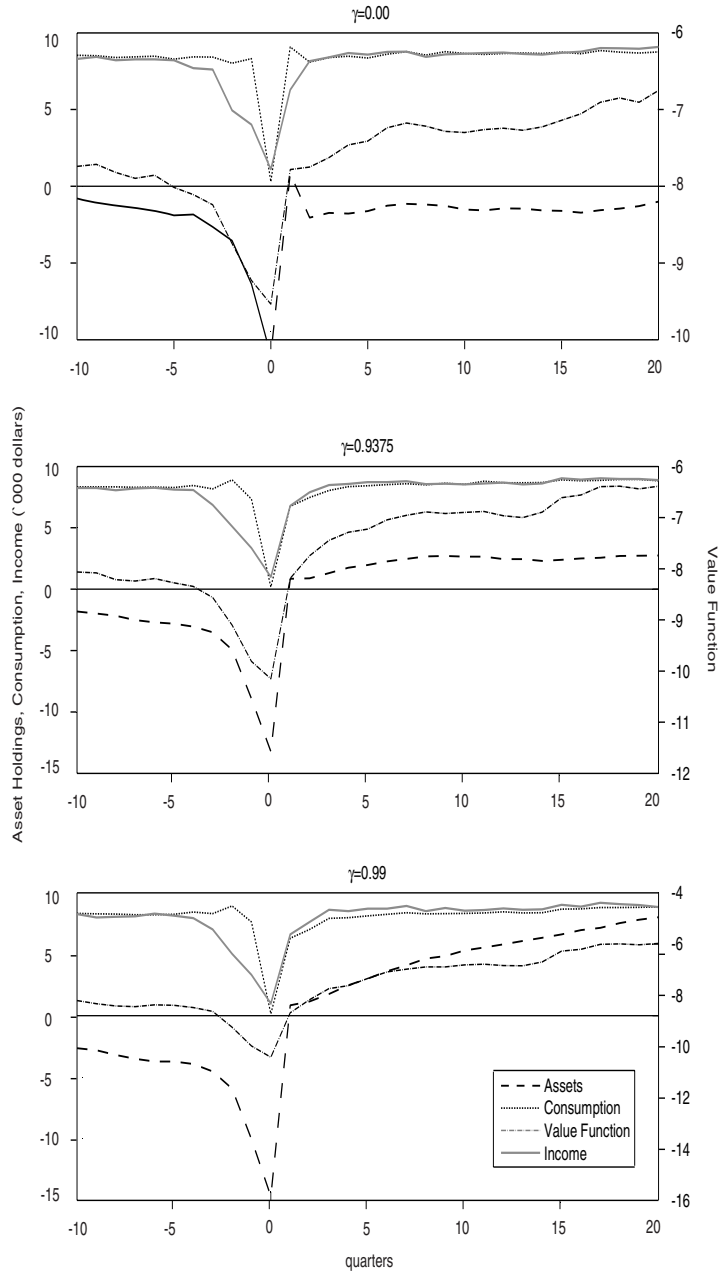 γ=0.00
10
5
0
-5
-10
-6
-7
-8
-9
-10
-10 -5 0 5 10 15 20
Asset Holdings, Consumption, Income (`000 dollars)
Value Function
γ=0.9375
10
5
0
-5
-10
-15
-6
-7
-8
-9
-10
-11
-12
-10 -5 0 5 10 15 20
γ=0.99
10
5
0
-5
-10
-15
-4
-6
-8
-10
-12
-14
-16
Assets
Consumption
Value Function
Income
-10 -5 0 5 10 15 20
quarters